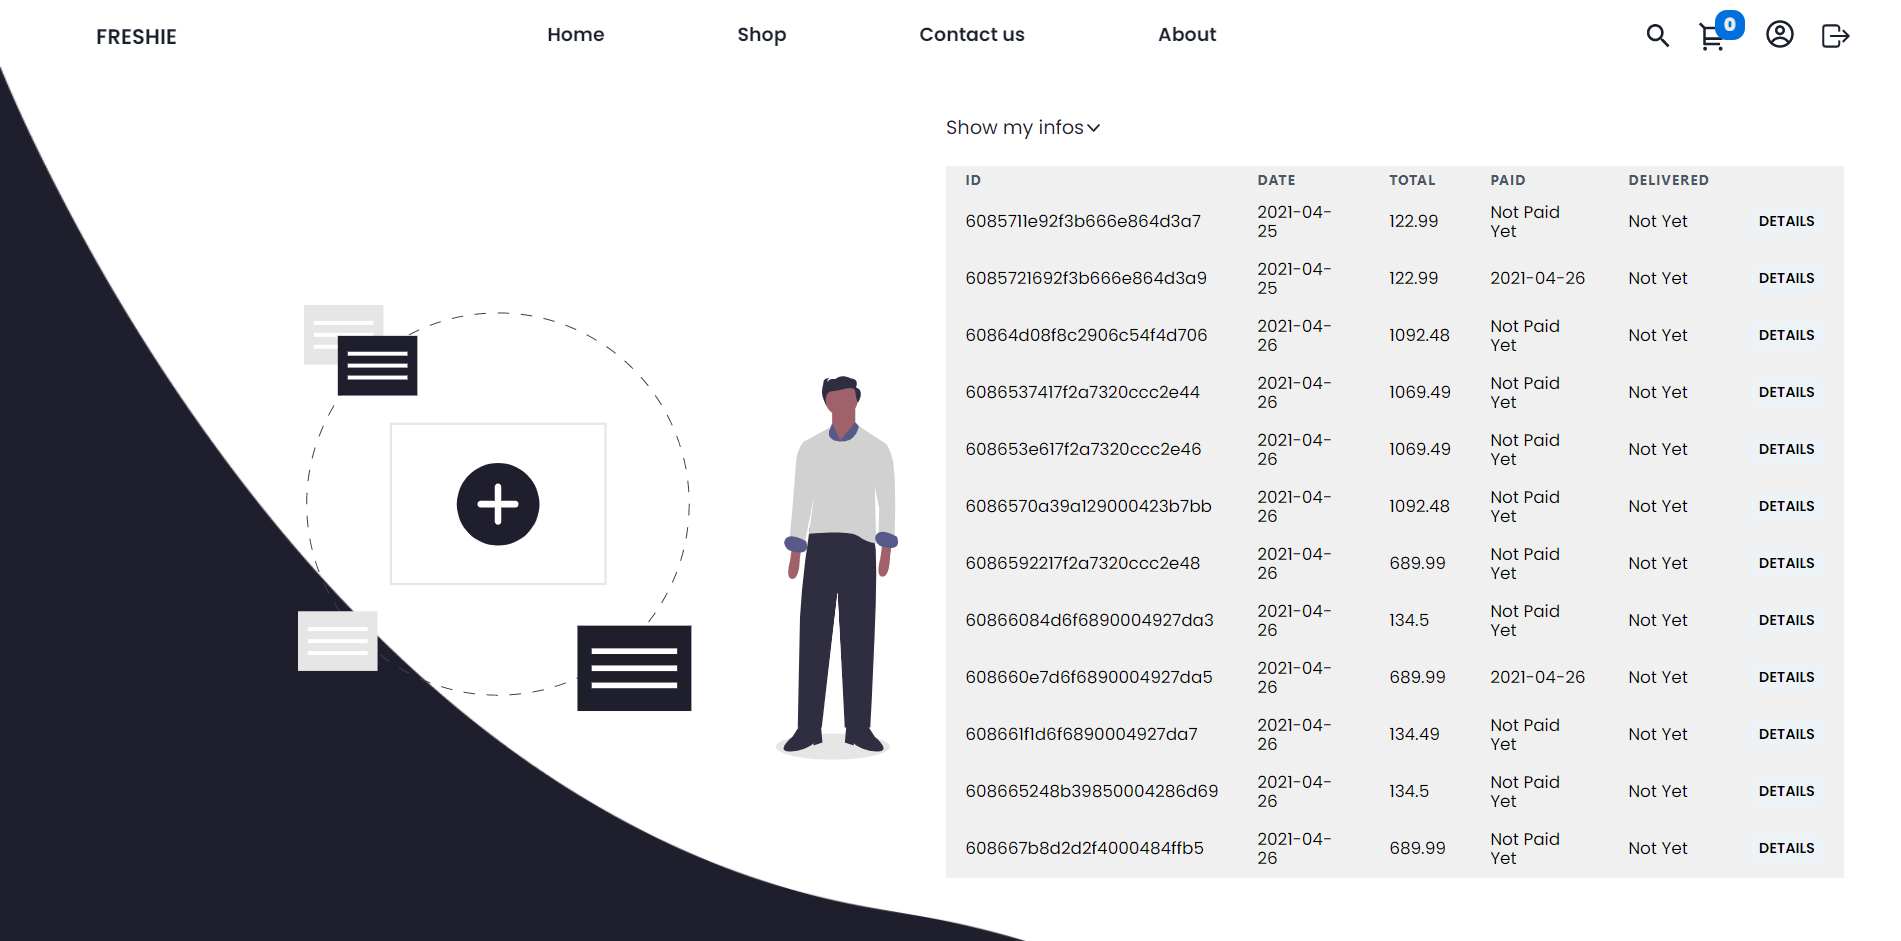 FRESHIE Home Shop Contact us About 0
Show my infos
ID DATE TOTAL PAID DELIVERED
6085711e92f3b666e864d3a7 2021-04-25 122.99 Not Paid Yet Not Yet DETAILS
6085721692f3b666e864d3a9 2021-04-25 122.99 2021-04-26 Not Yet DETAILS
60864d08f8c2906c54f4d706 2021-04-26 1092.48 Not Paid Yet Not Yet DETAILS
6086537417f2a7320ccc2e44 2021-04-26 1069.49 Not Paid Yet Not Yet DETAILS
608653e617f2a7320ccc2e46 2021-04-26 1069.49 Not Paid Yet Not Yet DETAILS
6086570a39a129000423b7bb 2021-04-26 1092.48 Not Paid Yet Not Yet DETAILS
6086592217f2a7320ccc2e48 2021-04-26 689.99 Not Paid Yet Not Yet DETAILS
60866084d6f6890004927da3 2021-04-26 134.5 Not Paid Yet Not Yet DETAILS
608660e7d6f6890004927da5 2021-04-26 689.99 2021-04-26 Not Yet DETAILS
608661f1d6f6890004927da7 2021-04-26 134.49 Not Paid Yet Not Yet DETAILS
608665248b39850004286d69 2021-04-26 134.5 Not Paid Yet Not Yet DETAILS
608667b8d2d2f4000484ffb5 2021-04-26 689.99 Not Paid Yet Not Yet DETAILS